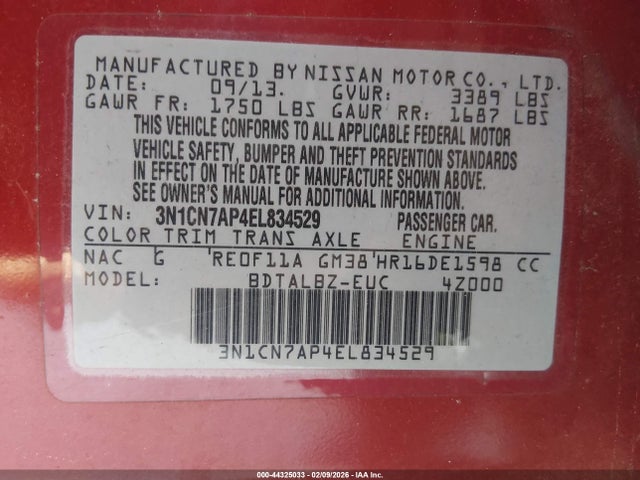 MANUFACTURED BY NISSAN MOTOR CO., LTD.
DATE: 09/13. GVWR: 3389 LBS
GAWR FR: 1750 LBS GAWR RR: 1687 LBS
THIS VEHICLE CONFORMS TO ALL APPLICABLE FEDERAL MOTOR
VEHICLE SAFETY, BUMPER AND THEFT PREVENTION STANDARDS
IN EFFECT ON THE DATE OF MANUFACTURE SHOWN ABOVE.
SEE OWNER'S MANUAL FOR ADDITIONAL INFORMATION.
VIN: 3N1CN7AP4EL834529 PASSENGER CAR.
COLOR TRIM TRANS AXLE ENGINE
NAC G RE0F11A GM38 HR16DE1598 CC
MODEL: BDTALBZ-EUC 4Z000
3N1CN7AP4EL834529
000-44325033 - 02/09/2026 - IAA Inc.